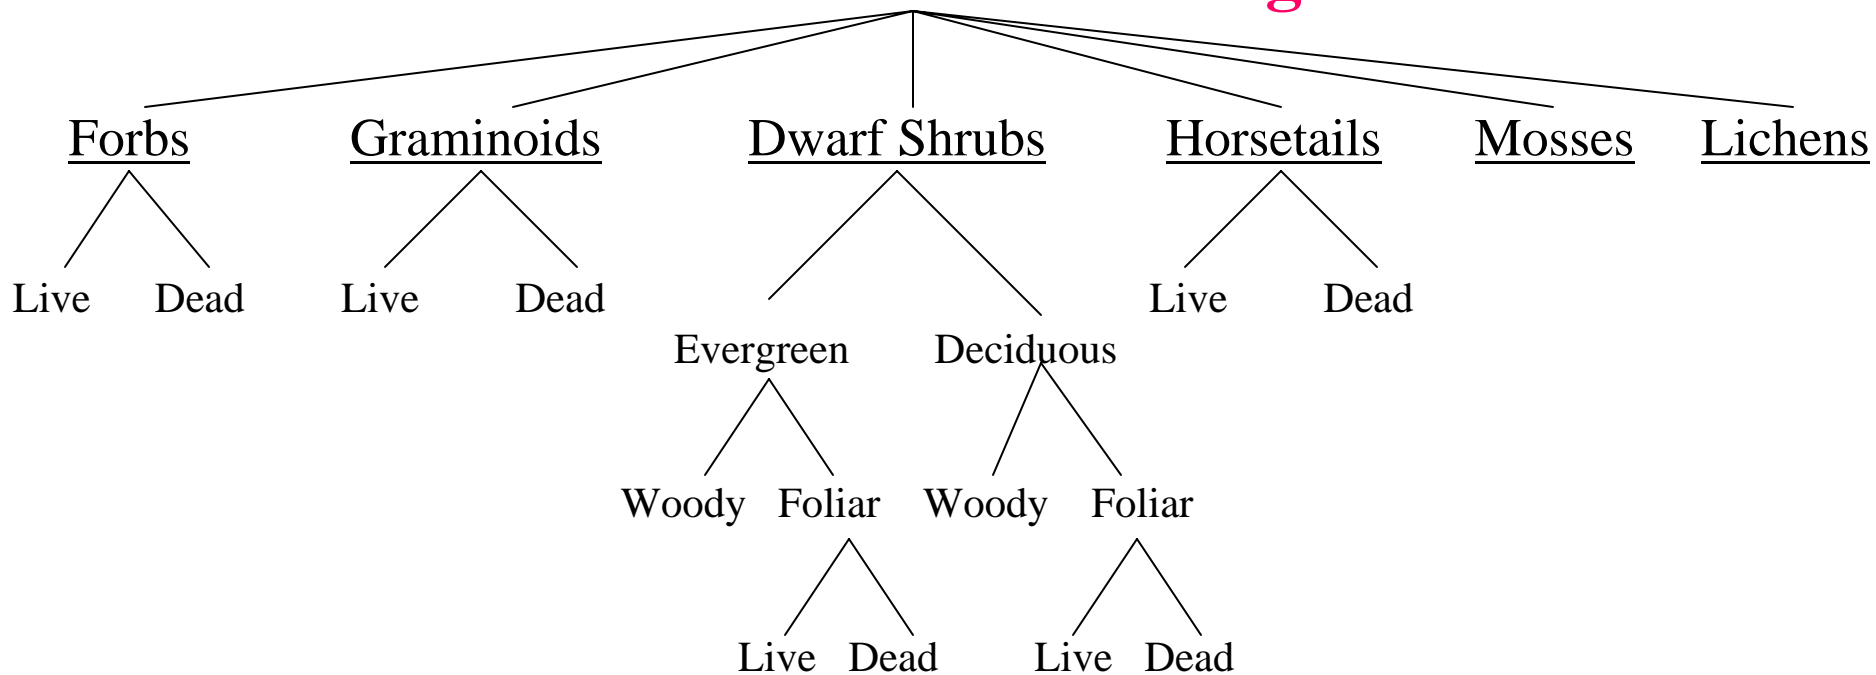 Forbs Graminoids Dwarf Shrubs Horsetails Mosses Lichens
Live Dead Live Dead Live Dead
Evergreen Deciduous
Woody Foliar Woody Foliar
Live Dead Live Dead